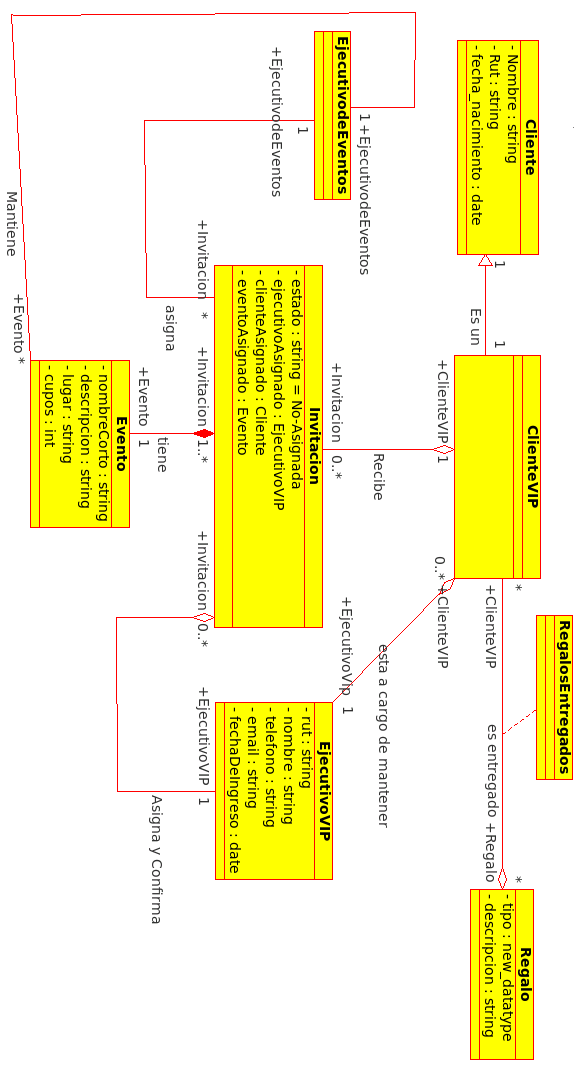 Cliente
- Nombre : string
- Rut : string
- fecha_nacimiento : date
1
Es un
1
ClienteVIP
+ClienteVIP
*
RegalosEntregados
es entregado
+Regalo
*
Regalo
- tipo : new_datatype
- descripcion : string
EjecutivodeEventos
1
+EjecutivodeEventos
1
+EjecutivodeEventos
+ClienteVIP
1
Recibe
+Invitacion
0..*
0..*
+ClienteVIP
esta a cargo de mantener
+EjecutivoVip
1
Invitacion
- estado : string = No-Asignada
- ejecutivoAsignado : EjecutivoVIP
- clienteAsignado : Cliente
- eventoAsignado : Evento
EjecutivoVIP
- rut : string
- nombre : string
- telefono : string
- email : string
- fechaDeIngreso : date
+Invitacion
*
asigna
+Invitacion
1..*
tiene
+Evento
1
+Invitacion
0..*
+EjecutivoVIP
1
Asigna y Confirma
Evento
- nombreCorto : string
- descripcion : string
- lugar : string
- cupos : int
Mantiene
+Evento
*